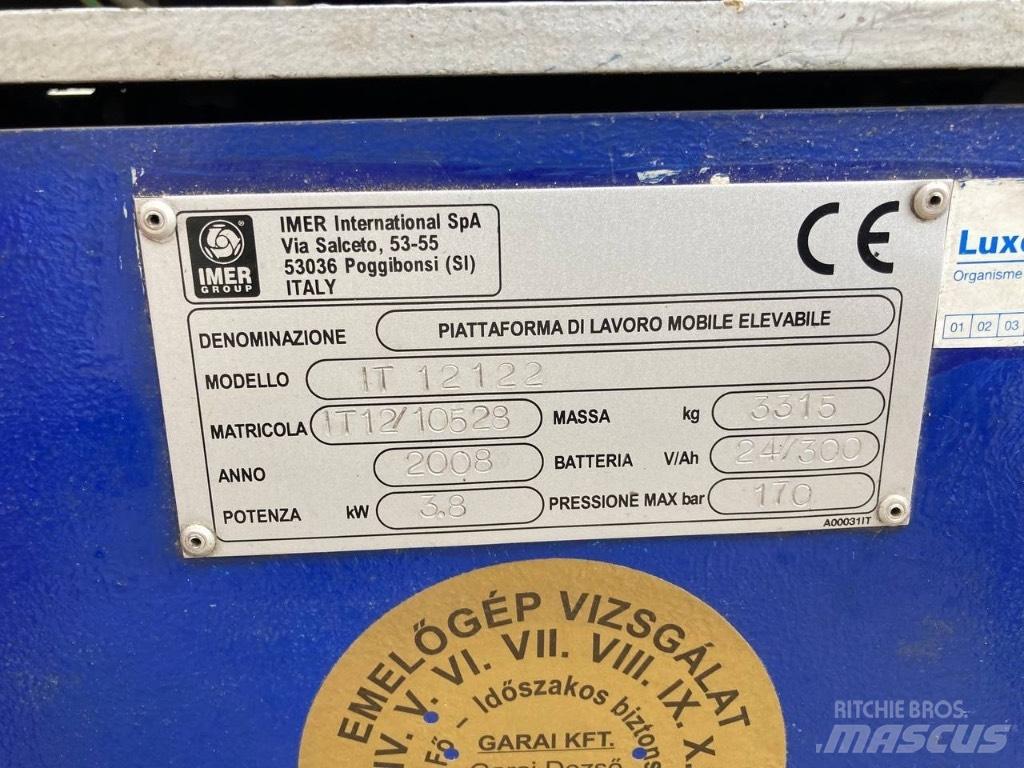 IMER
GROUP
IMER International SpA
Via Salceto, 53-55
53036 Poggibonsi (SI)
ITALY
CE
DENOMINAZIONE PIATTAFORMA DI LAVORO MOBILE ELEVABILE
MODELLO IT 12122
MATRICOLA IT12/10528 MASSA kg 3315
ANNO 2008 BATTERIA V/Ah 24/300
POTENZA kW 3.8 PRESSIONE MAX bar 170
A00031IT
Organisme
01 02 03
EMELŐGÉP VIZSGÁLAT
IV. V. VI. VII. VIII. IX. X.
Fő – Időszakos
GARAI KFT.
Garai Dezső
RITCHIE BROS.
MASCUS